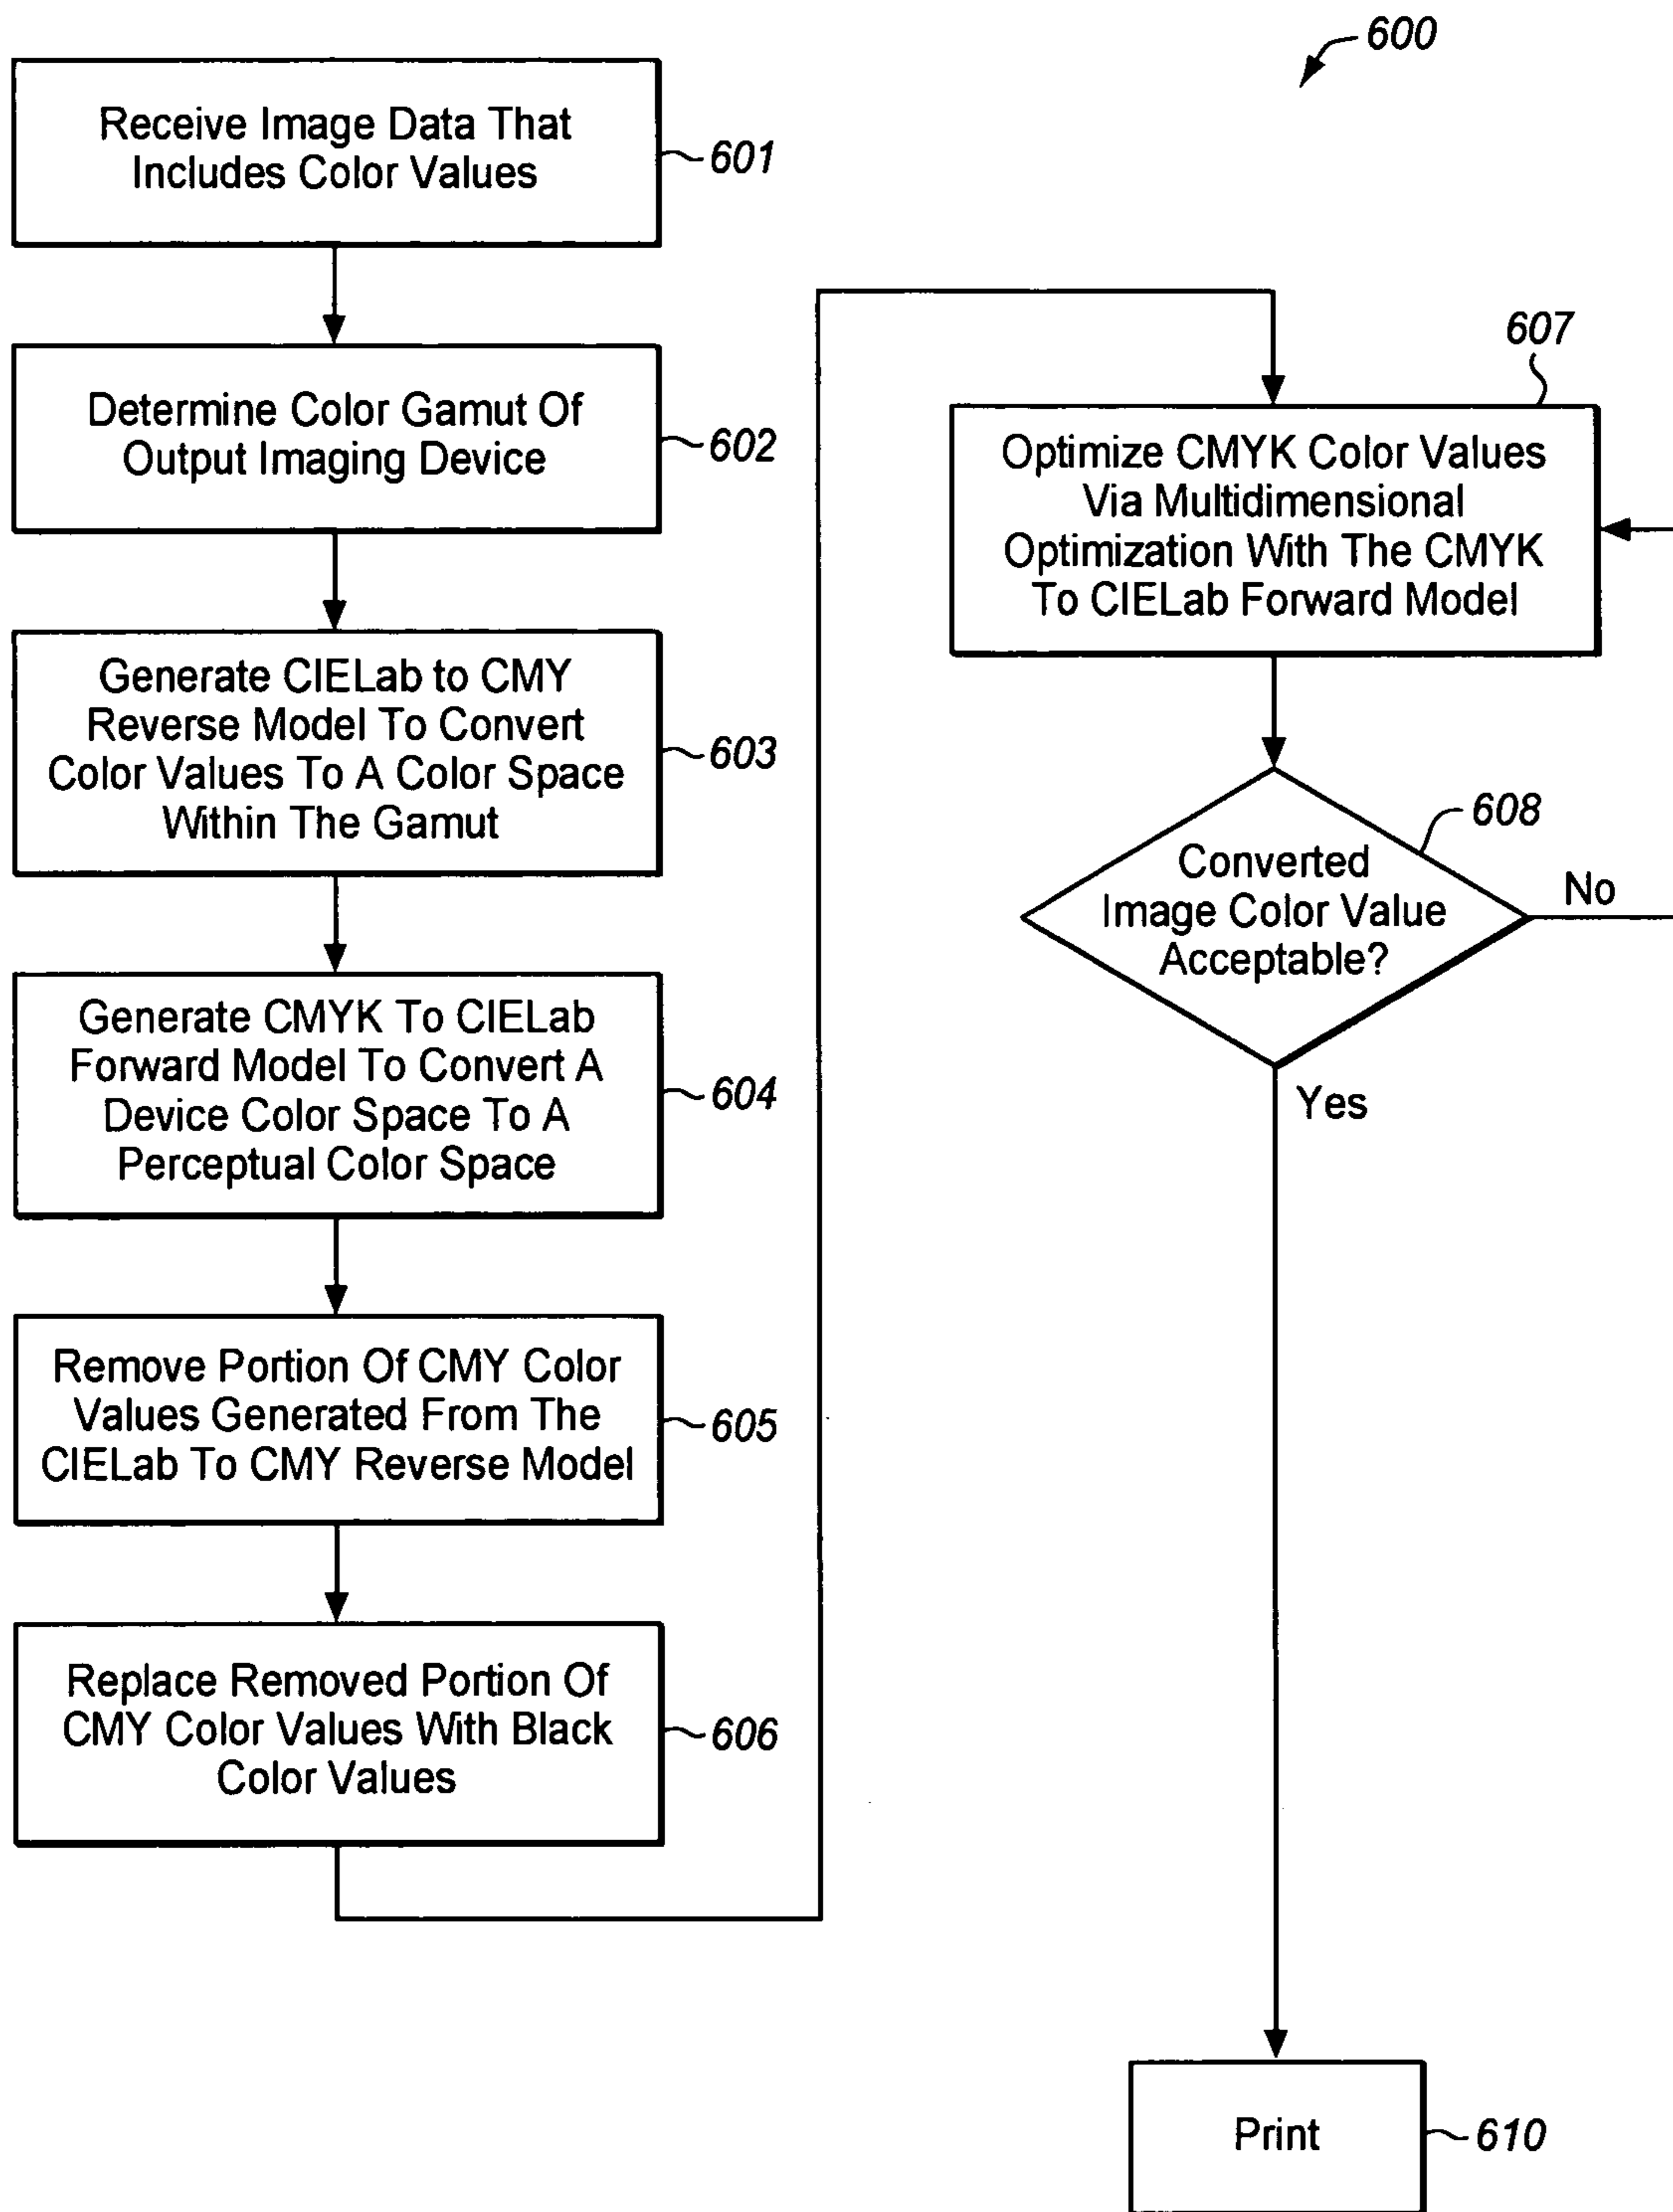 600
Receive Image Data That
Includes Color Values
601
Determine Color Gamut Of
Output Imaging Device
602
Generate CIELab to CMY
Reverse Model To Convert
Color Values To A Color Space
Within The Gamut
603
Generate CMYK To CIELab
Forward Model To Convert A
Device Color Space To A
Perceptual Color Space
604
Remove Portion Of CMY Color
Values Generated From The
CIELab To CMY Reverse Model
605
Replace Removed Portion Of
CMY Color Values With Black
Color Values
606
607
Optimize CMYK Color Values
Via Multidimensional
Optimization With The CMYK
To CIELab Forward Model
608
Converted
Image Color Value
Acceptable?
No
Yes
Print
610